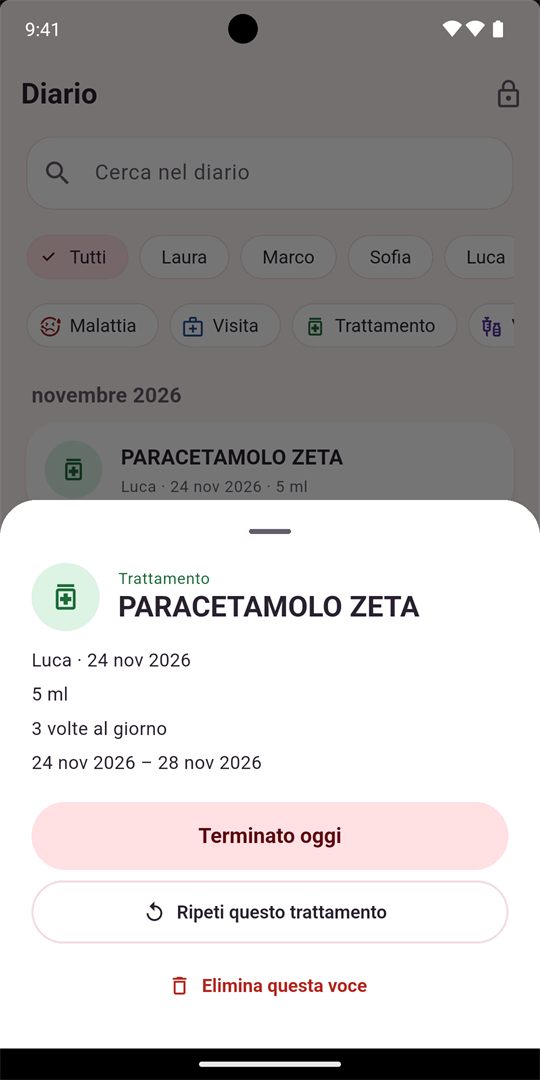 9:41
Diario
Cerca nel diario
Tutti
Laura
Marco
Sofia
Luca
Malattia
Visita
Trattamento
novembre 2026
PARACETAMOLO ZETA
Luca · 24 nov 2026 · 5 ml
Trattamento
PARACETAMOLO ZETA
Luca · 24 nov 2026
5 ml
3 volte al giorno
24 nov 2026 – 28 nov 2026
Terminato oggi
Ripeti questo trattamento
Elimina questa voce